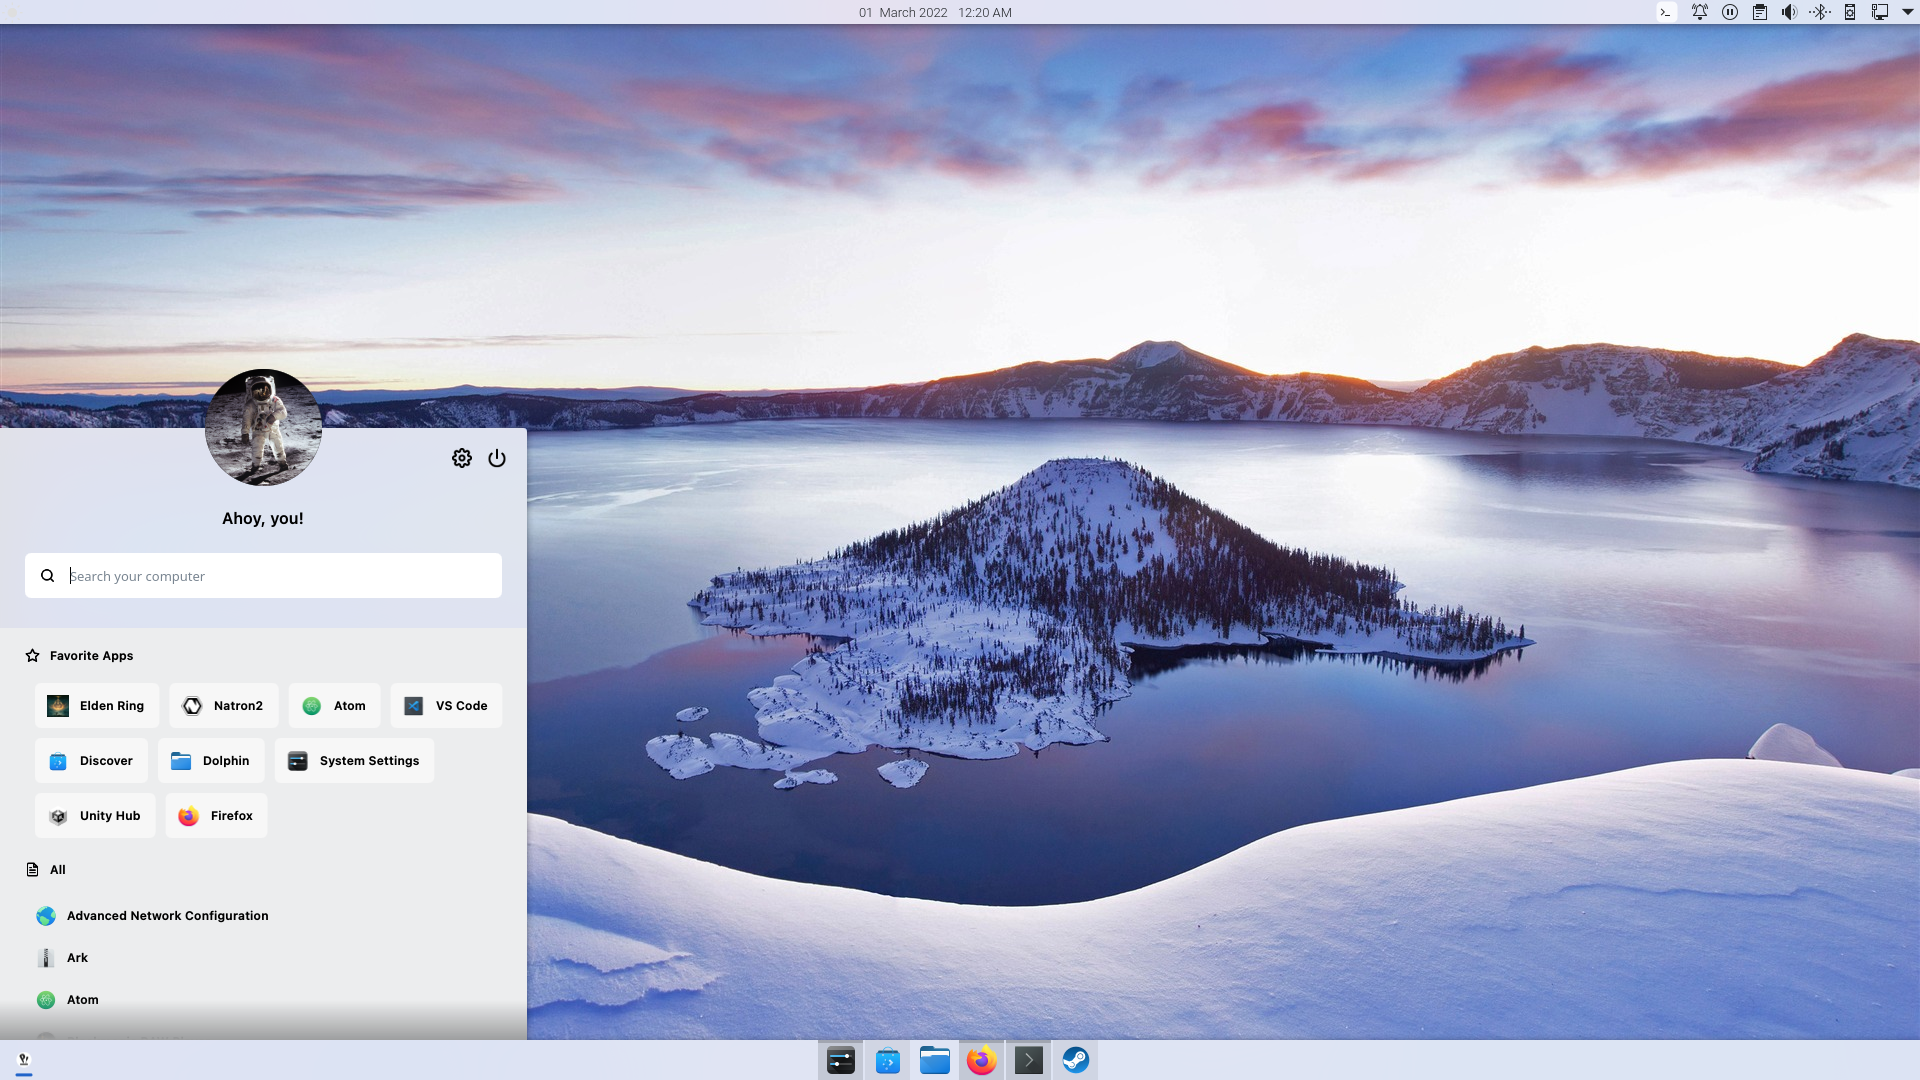 01 March 2022 12:20 AM
Ahoy, you!
Search your computer
Favorite Apps
Elden Ring
Natron2
Atom
VS Code
Discover
Dolphin
System Settings
Unity Hub
Firefox
All
Advanced Network Configuration
Ark
Atom